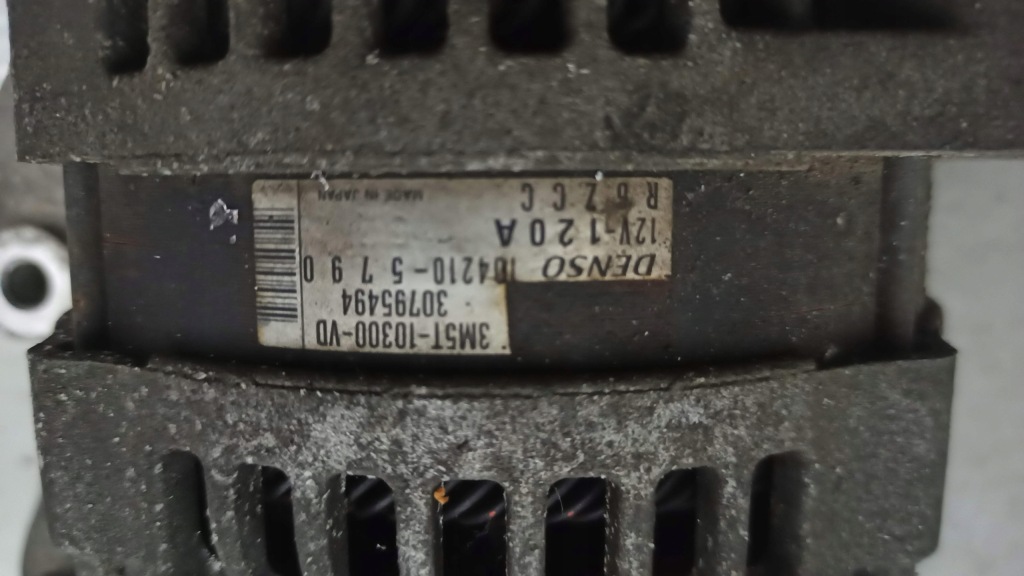 3M5T-10300-VD
30795494
DENSO 104210-5790
12V-120A
MADE IN JAPAN